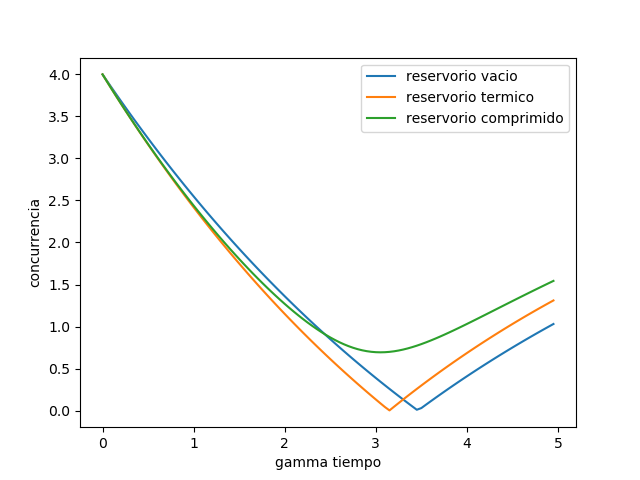 reservorio vacio
reservorio termico
reservorio comprimido
4.0
3.5
3.0
2.5
2.0
1.5
1.0
0.5
0.0
concurrencia
0 1 2 3 4 5
gamma tiempo